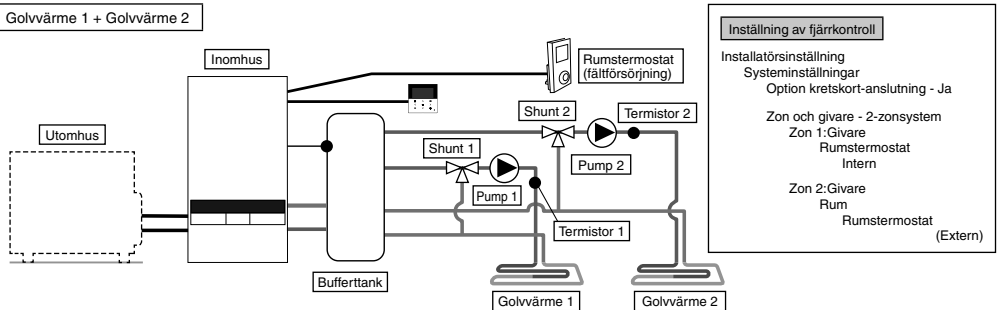 Golvvärme 1 + Golvvärme 2
Inomhus
Rumstermostat
(fältförsörjning)
Utomhus
Shunt 2
Termistor 2
Shunt 1
Pump 2
Pump 1
Termistor 1
Bufferttank
Golvvärme 1
Golvvärme 2
Inställning av fjärrkontroll
Installatörsinställning
Systeminställningar
Option kretskort-anslutning - Ja
Zon och givare - 2-zonsystem
Zon 1:Givare
Rumstermostat
Intern
Zon 2:Givare
Rum
Rumstermostat
(Extern)